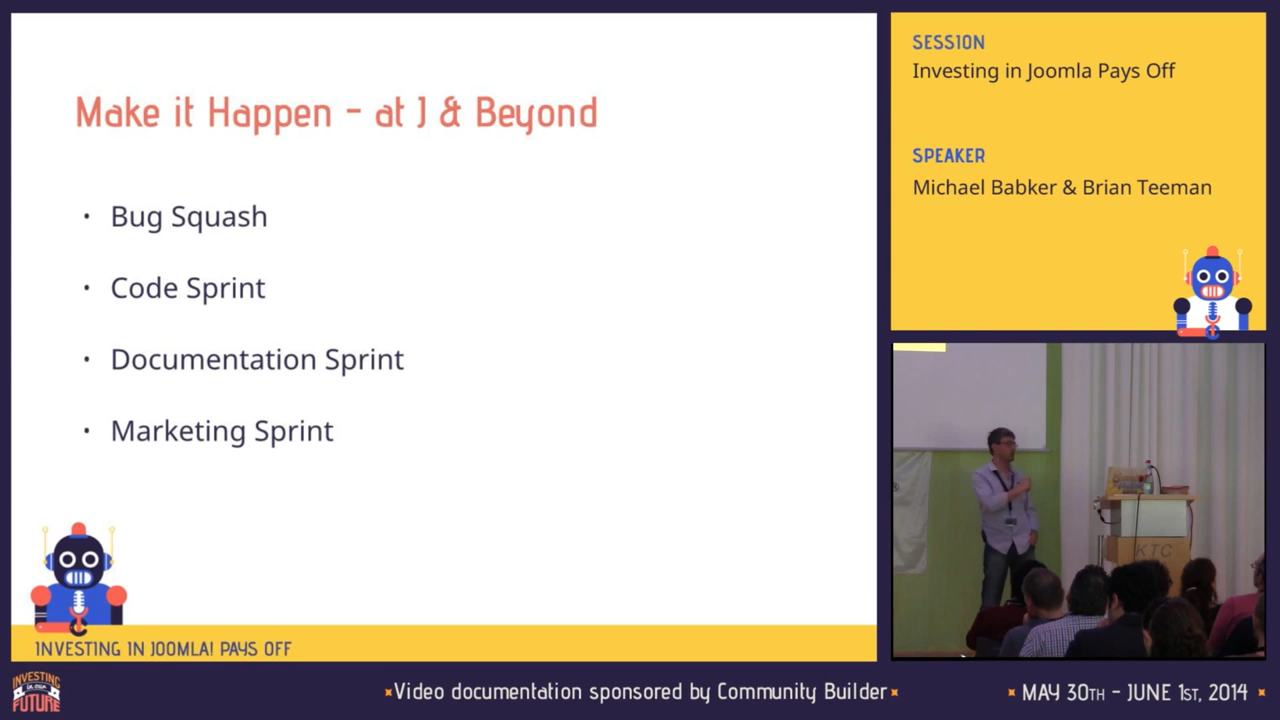 Make it Happen - at J & Beyond
• Bug Squash
• Code Sprint
• Documentation Sprint
• Marketing Sprint
INVESTING IN JOOMLA! PAYS OFF
SESSION
Investing in Joomla Pays Off
SPEAKER
Michael Babker & Brian Teeman
KTC
INVESTING
IN OUR
FUTURE
Video documentation sponsored by Community Builder
MAY 30TH - JUNE 1ST, 2014